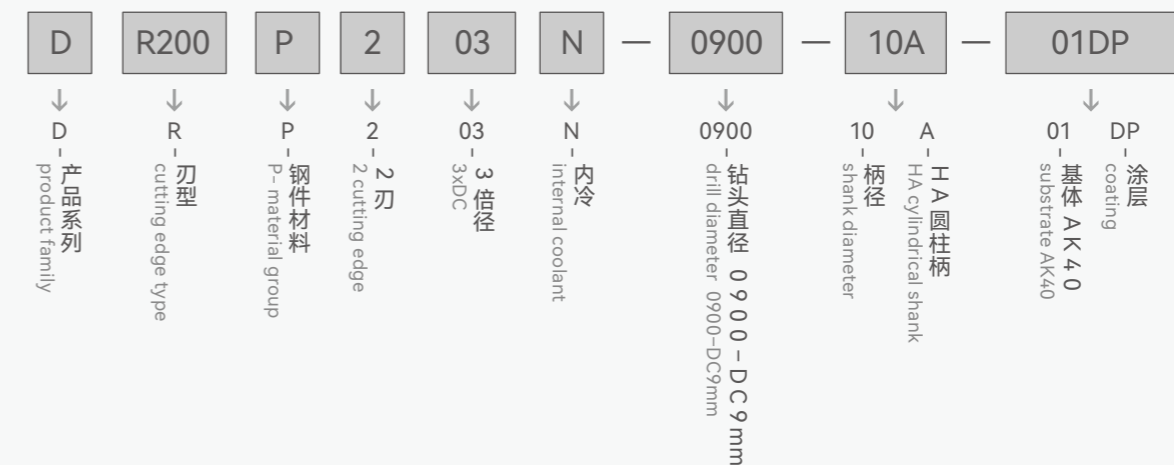 D R200 P 2 03 N — 0900 — 10A — 01DP
D
产品系列
product family
R
刃型
cutting edge type
P
钢件材料
P- material group
2
2刃
2 cutting edge
03
3倍径
3xDC
N
内冷
internal coolant
0900
钻头直径 0900-DC9mm
drill diameter 0900-DC9mm
10
柄径
shank diameter
A
HA圆柱柄
HA cylindrical shank
01
基体 AK40
substrate AK40
DP
涂层
coating